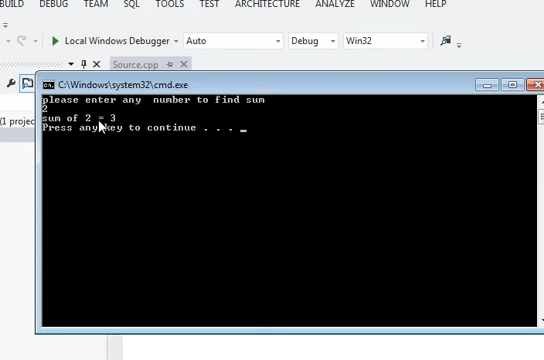 BUILD DEBUG TEAM SQL TOOLS TEST ARCHITECTURE ANALYZE WINDOW HELP
Local Windows Debugger Auto Debug Win32
Source.cpp
C:\Windows\system32\cmd.exe
please enter any  number to find sum
2
sum of 2 = 3
Press any key to continue . . . _
(1 projec